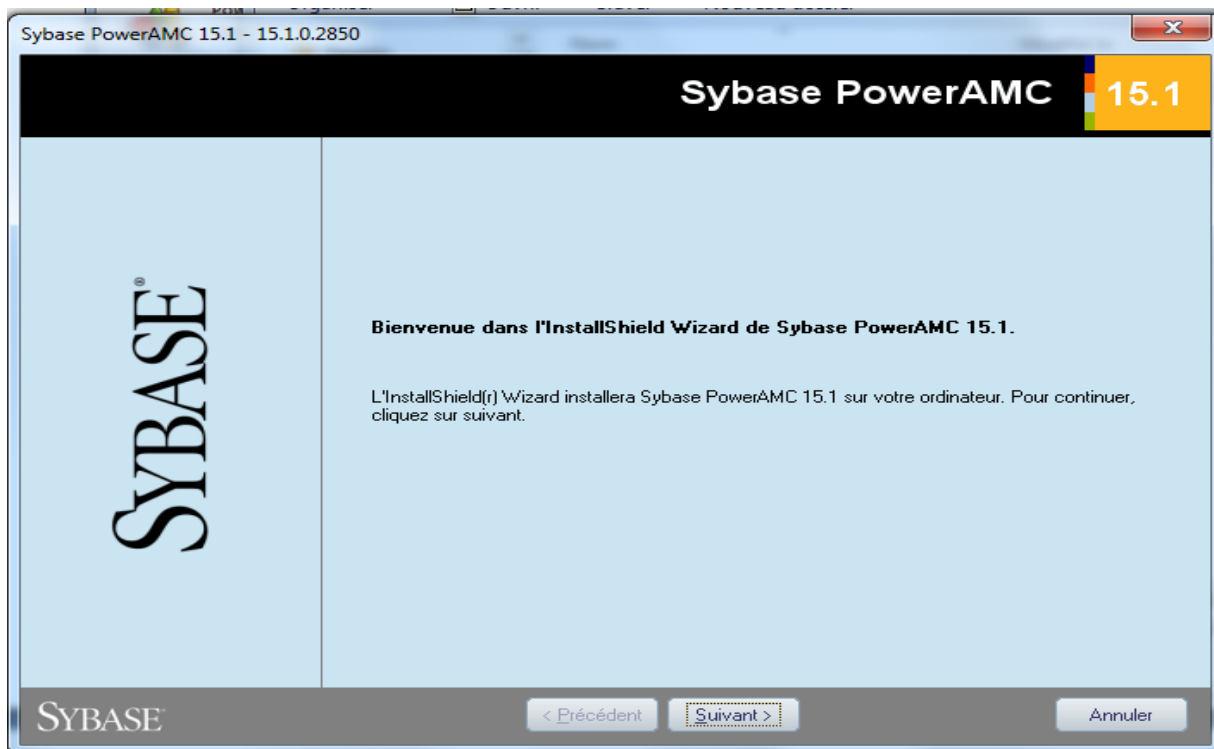 Sybase PowerAMC 15.1 - 15.1.0.2850
Sybase PowerAMC 15.1
SYBASE®
Bienvenue dans l'InstallShield Wizard de Sybase PowerAMC 15.1.
L'InstallShield(r) Wizard installera Sybase PowerAMC 15.1 sur votre ordinateur. Pour continuer,
cliquez sur suivant.
SYBASE
< Précédent
Suivant >
Annuler